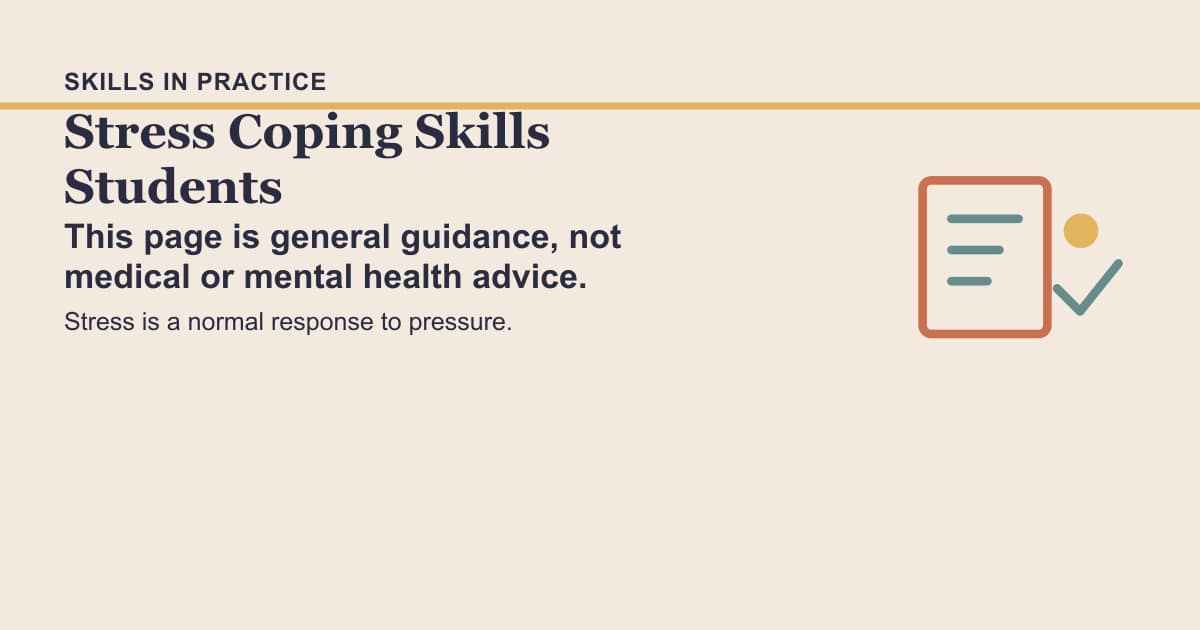 SKILLS IN PRACTICE
Stress Coping Skills
Students
This page is general guidance, not
medical or mental health advice.
Stress is a normal response to pressure.